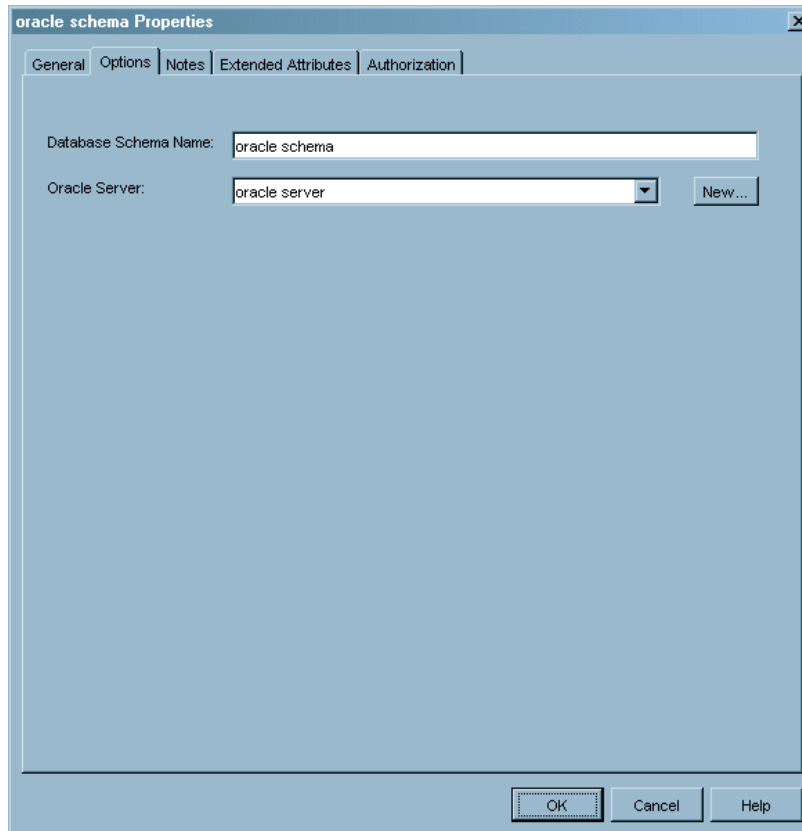 oracle schema Properties
General Options Notes Extended Attributes Authorization
Database Schema Name: oracle schema
Oracle Server: oracle server New...
OK Cancel Help